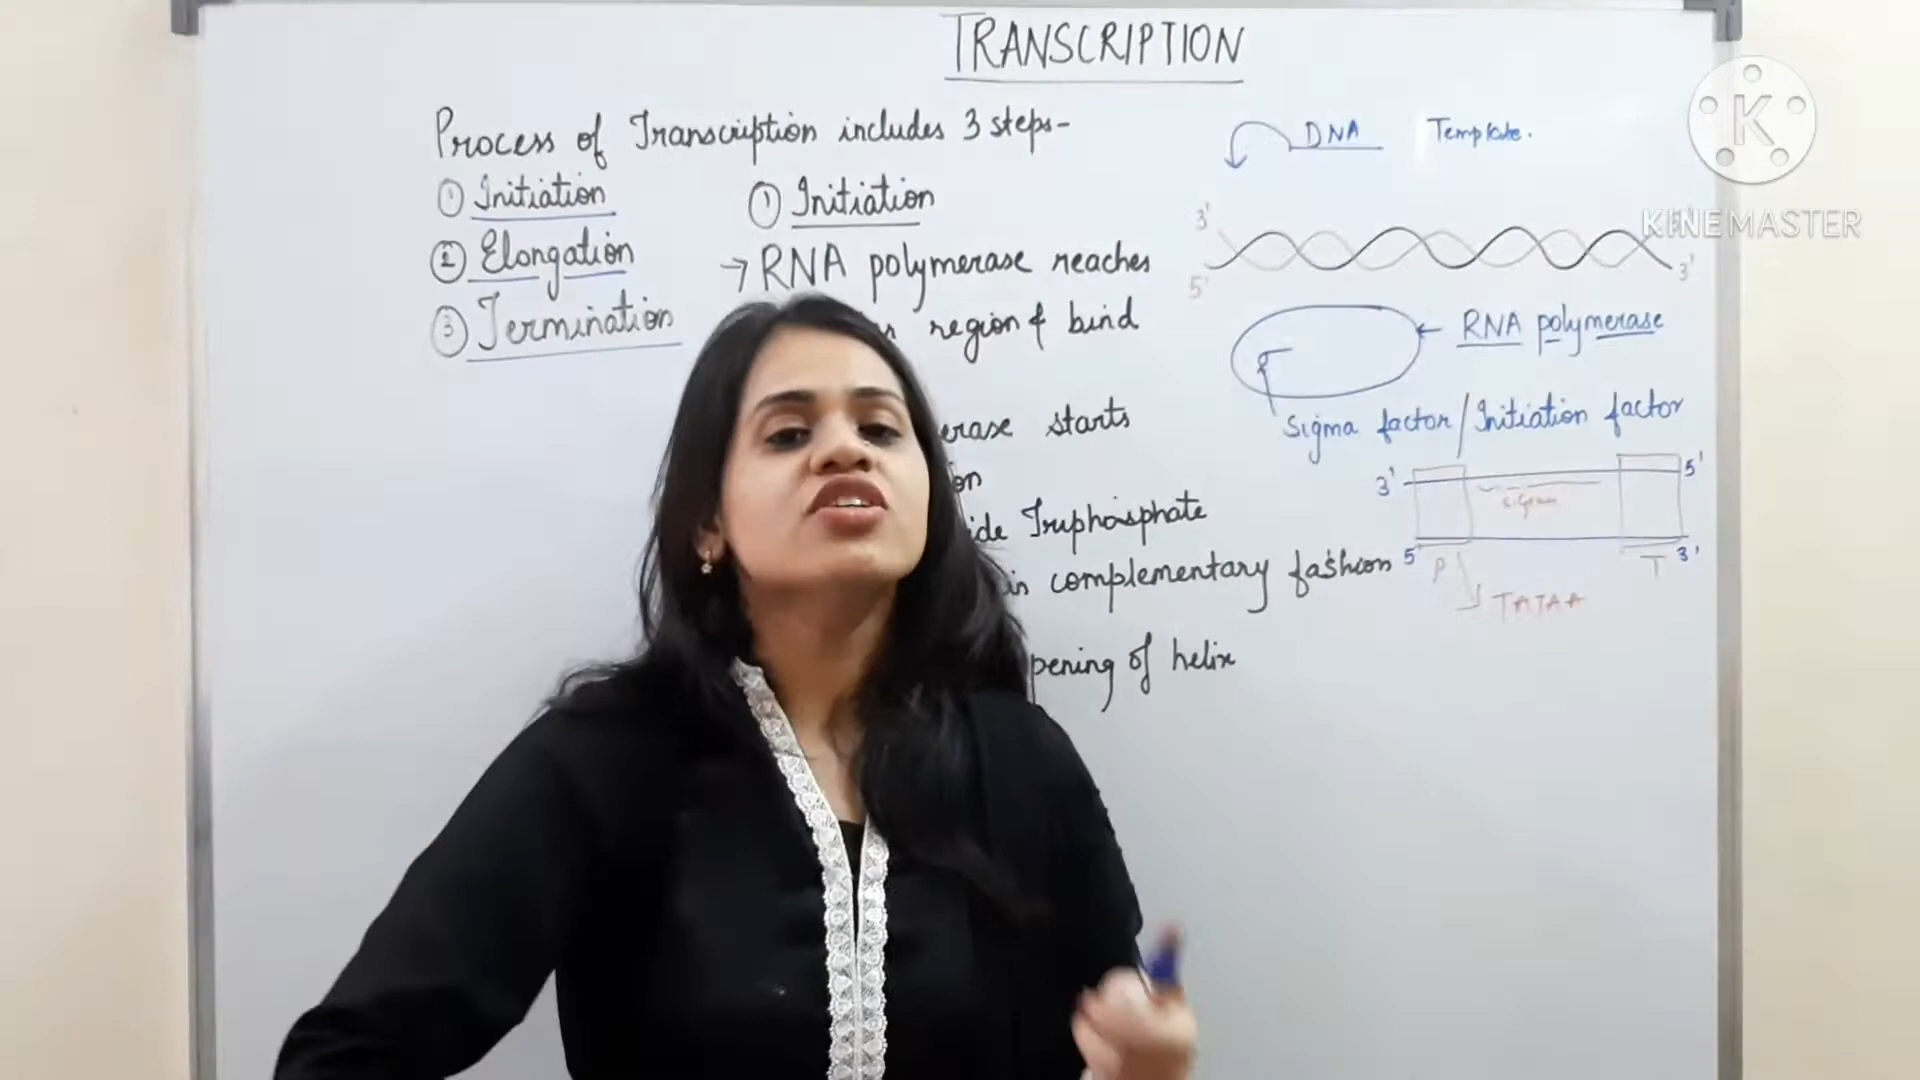 TRANSCRIPTION
Process of Transcription includes 3 steps-
① Initiation
② Elongation
③ Termination
① Initiation
→ RNA polymerase reaches
region & bind
erase starts
on
ide Triphosphate
in complementary fashion
pening of helix
DNA Template.
3'
5'
3'
RNA polymerase
Sigma factor / Initiation factor
3' 5'
5' 3'
P T
TATAA
K
KINEMASTER